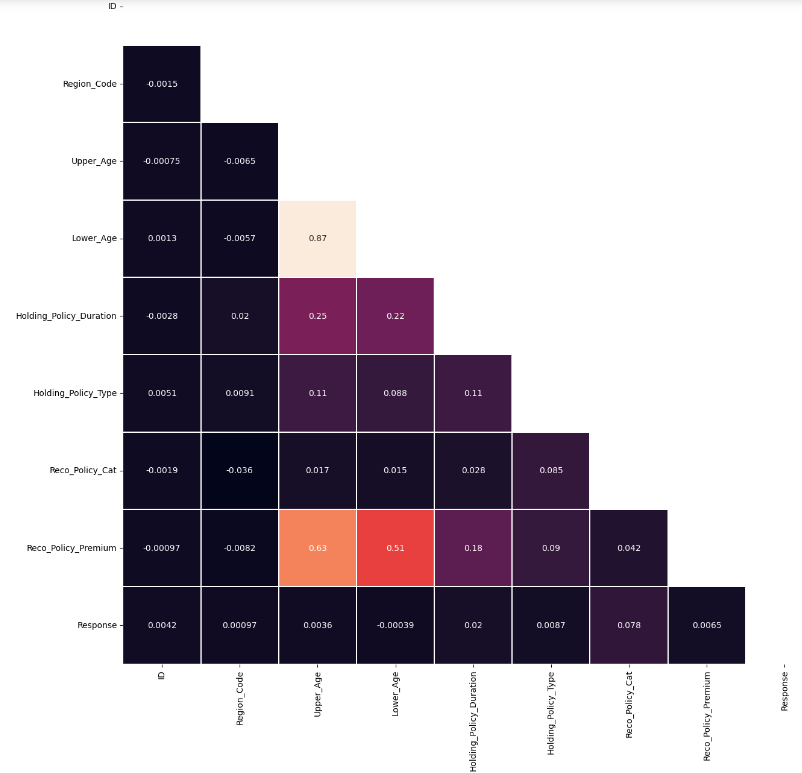 ID
Region_Code -0.0015
Upper_Age -0.00075 -0.0065
Lower_Age 0.0013 -0.0057 0.87
Holding_Policy_Duration -0.0028 0.02 0.25 0.22
Holding_Policy_Type 0.0051 0.0091 0.11 0.088 0.11
Reco_Policy_Cat -0.0019 -0.036 0.017 0.015 0.028 0.085
Reco_Policy_Premium -0.00097 -0.0082 0.63 0.51 0.18 0.09 0.042
Response 0.0042 0.00097 0.0036 -0.00039 0.02 0.0087 0.078 0.0065
ID
Region_Code
Upper_Age
Lower_Age
Holding_Policy_Duration
Holding_Policy_Type
Reco_Policy_Cat
Reco_Policy_Premium
Response